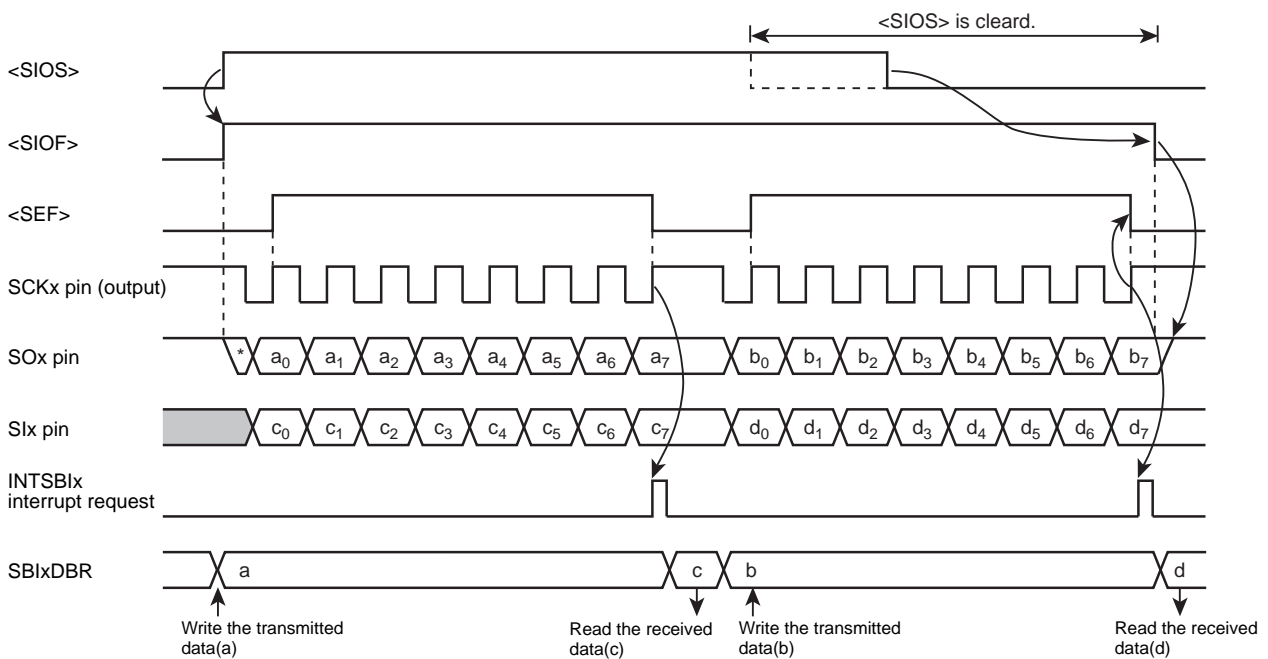 <SIOS> is cleard.
<SIOS>
<SIOF>
<SEF>
SCKx pin (output)
SOx pin
* a0 a1 a2 a3 a4 a5 a6 a7 b0 b1 b2 b3 b4 b5 b6 b7
SIx pin
c0 c1 c2 c3 c4 c5 c6 c7 d0 d1 d2 d3 d4 d5 d6 d7
INTSBIx
interrupt request
SBIxDBR
a c b d
Write the transmitted
data(a)
Read the received
data(c)
Write the transmitted
data(b)
Read the received
data(d)